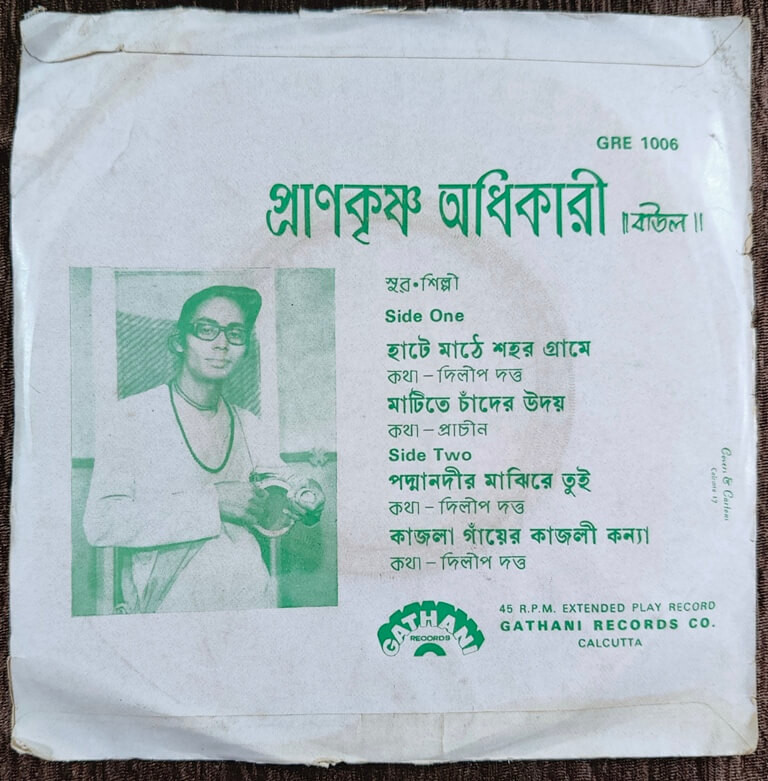 GRE 1006
প্রাণকৃষ্ণ অধিকারী ॥বাউল॥
সুর•শিল্পী
Side One
হাটে মাঠে শহর গ্রামে
কথা – দিলীপ দত্ত
মাটিতে চাঁদের উদয়
কথা – প্রাচীন
Side Two
পদ্মানদীর মাঝিরে তুই
কথা – দিলীপ দত্ত
কাজলা গাঁয়ের কাজলী কন্যা
কথা – দিলীপ দত্ত
GATHANI
RECORDS
45 R.P.M. EXTENDED PLAY RECORD
GATHANI RECORDS CO.
CALCUTTA